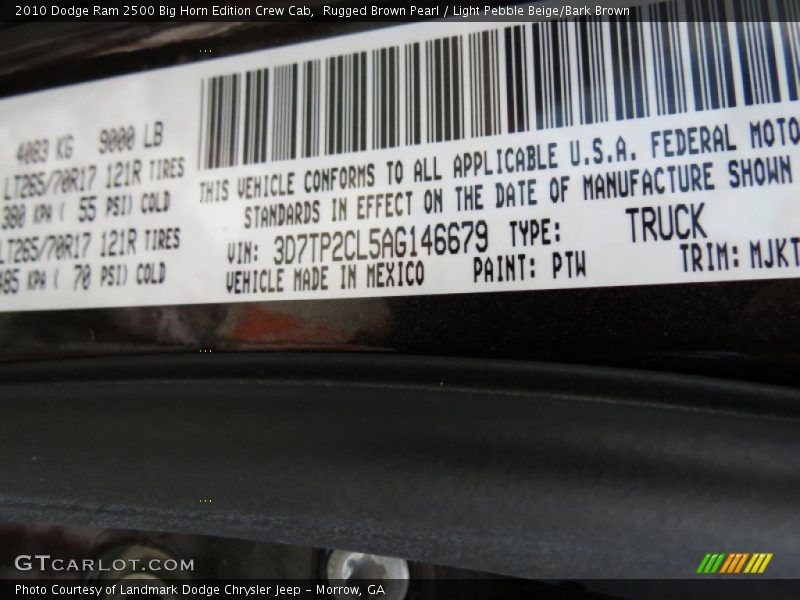 2010 Dodge Ram 2500 Big Horn Edition Crew Cab, Rugged Brown Pearl / Light Pebble Beige/Bark Brown
4083 KG 9000 LB
LT265/70R17 121R TIRES
390 KPA ( 55 PSI) COLD
LT265/70R17 121R TIRES
485 KPA ( 70 PSI) COLD
THIS VEHICLE CONFORMS TO ALL APPLICABLE U.S.A. FEDERAL MOTO
STANDARDS IN EFFECT ON THE DATE OF MANUFACTURE SHOWN
VIN: 3D7TP2CL5AG146679 TYPE: TRUCK
VEHICLE MADE IN MEXICO PAINT: PTW TRIM: MJKT
GTCARLOT.COM
Photo Courtesy of Landmark Dodge Chrysler Jeep – Morrow, GA